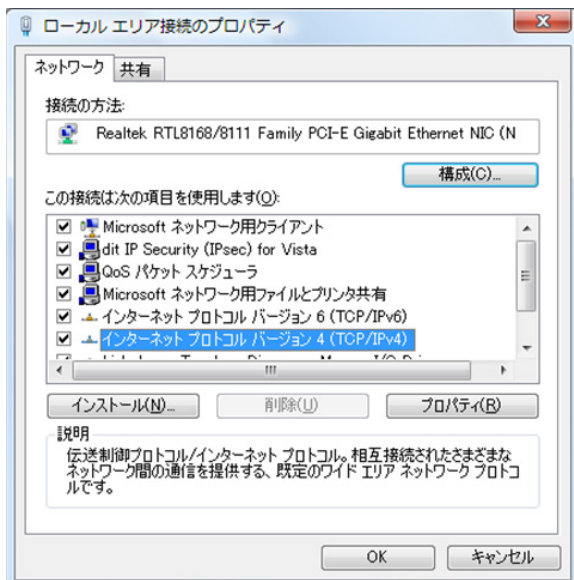 ローカル エリア接続のプロパティ
ネットワーク 共有
接続の方法:
Realtek RTL8168/8111 Family PCI-E Gigabit Ethernet NIC (N
構成(C)...
この接続は次の項目を使用します(O):
Microsoft ネットワーク用クライアント
dit IP Security (IPsec) for Vista
QoS パケット スケジューラ
Microsoft ネットワーク用ファイルとプリンタ共有
インターネット プロトコル バージョン 6 (TCP/IPv6)
インターネット プロトコル バージョン 4 (TCP/IPv4)
インストール(N)... 削除(U) プロパティ(R)
説明
伝送制御プロトコル/インターネット プロトコル。相互接続されたさまざまな
ネットワーク間の通信を提供する、既定のワイド エリア ネットワーク プロトコ
ルです。
OK キャンセル